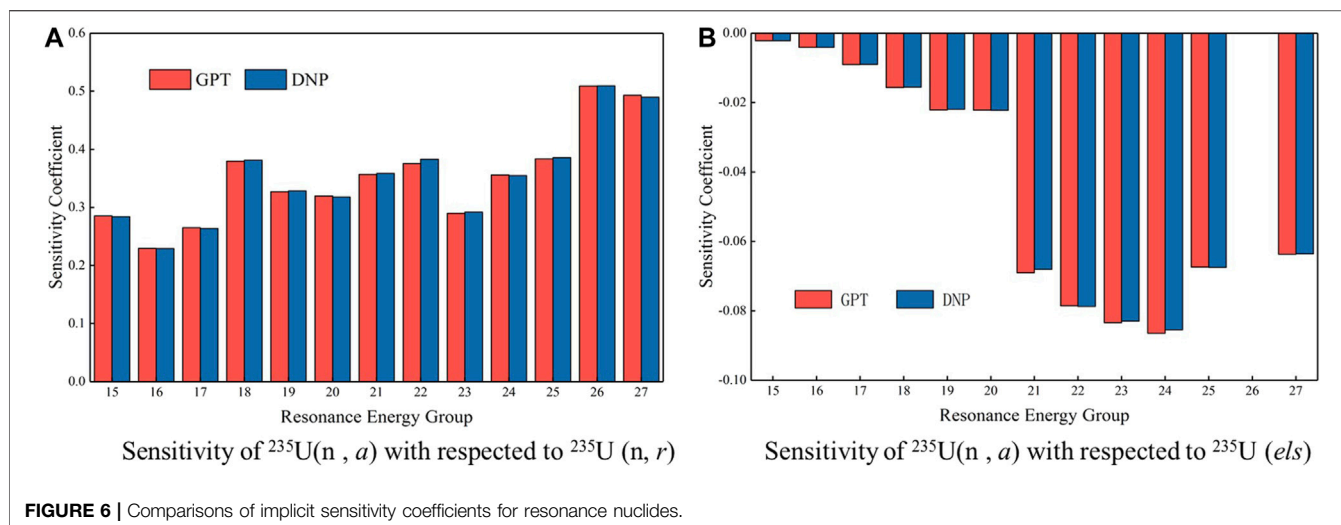 A
GPT DNP
0.6
0.5
0.4
0.3
0.2
0.1
0.0
Sensitivity Coefficient
15 16 17 18 19 20 21 22 23 24 25 26 27
Resonance Energy Group
Sensitivity of ²³⁵U(n , a) with respected to ²³⁵U (n, r)
B
0.00
-0.02
-0.04
-0.06
-0.08
-0.10
Sensitivity Coefficient
GPT DNP
15 16 17 18 19 20 21 22 23 24 25 26 27
Resonance Energy Group
Sensitivity of ²³⁵U(n , a) with respected to ²³⁵U (els)
FIGURE 6 | Comparisons of implicit sensitivity coefficients for resonance nuclides.